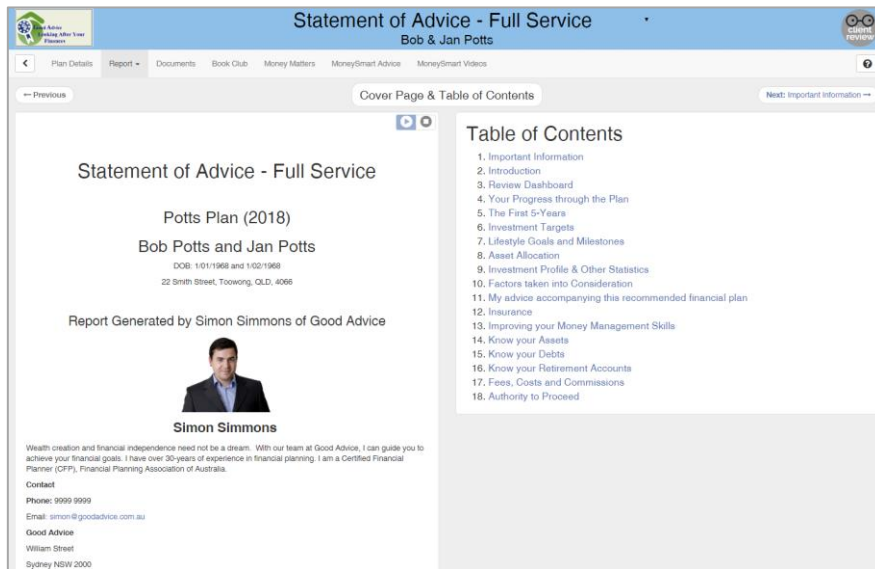 Good Advice
Looking After Your
Finances
Statement of Advice - Full Service
Bob & Jan Potts
client
review
Plan Details
Report
Documents
Book Club
Money Matters
MoneySmart Advice
MoneySmart Videos
← Previous
Cover Page & Table of Contents
Next: Important Information →
Statement of Advice - Full Service
Potts Plan (2018)
Bob Potts and Jan Potts
DOB: 1/01/1968 and 1/02/1968
22 Smith Street, Toowong, QLD, 4066
Report Generated by Simon Simmons of Good Advice
Simon Simmons
Wealth creation and financial independence need not be a dream. With our team at Good Advice, I can guide you to
achieve your financial goals. I have over 30-years of experience in financial planning. I am a Certified Financial
Planner (CFP), Financial Planning Association of Australia.
Contact
Phone: 9999 9999
Email: simon@goodadvice.com.au
Good Advice
William Street
Sydney NSW 2000
Table of Contents
1. Important Information
2. Introduction
3. Review Dashboard
4. Your Progress through the Plan
5. The First 5-Years
6. Investment Targets
7. Lifestyle Goals and Milestones
8. Asset Allocation
9. Investment Profile & Other Statistics
10. Factors taken into Consideration
11. My advice accompanying this recommended financial plan
12. Insurance
13. Improving your Money Management Skills
14. Know your Assets
15. Know your Debts
16. Know your Retirement Accounts
17. Fees, Costs and Commissions
18. Authority to Proceed